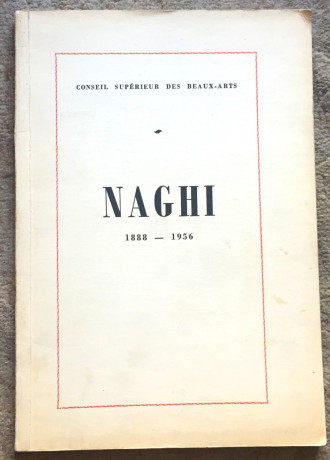 CONSEIL SUPÉRIEUR DES BEAUX-ARTS
NAGHI
1888 — 1956